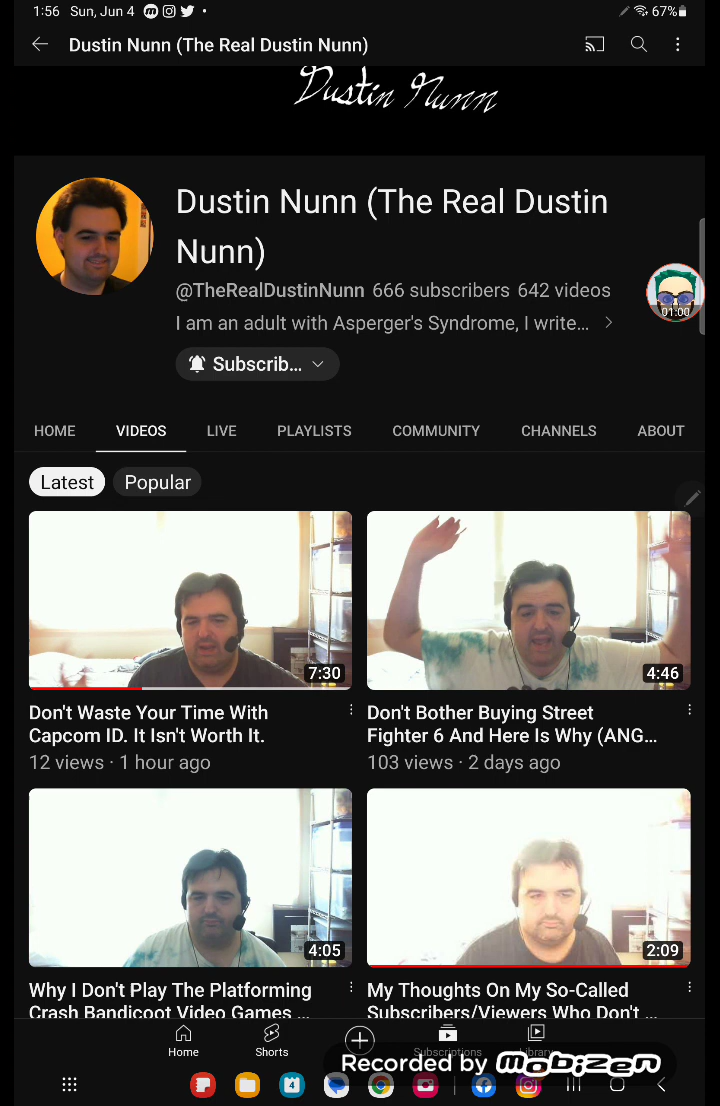 1:56 Sun, Jun 4 • 67%
Dustin Nunn (The Real Dustin Nunn)
Dustin Nunn
Dustin Nunn (The Real Dustin
Nunn)
@TheRealDustinNunn 666 subscribers 642 videos
I am an adult with Asperger's Syndrome, I write...
01:00
Subscrib...
HOME VIDEOS LIVE PLAYLISTS COMMUNITY CHANNELS ABOUT
Latest Popular
7:30 4:46
Don't Waste Your Time With
Capcom ID. It Isn't Worth It.
12 views · 1 hour ago
Don't Bother Buying Street
Fighter 6 And Here Is Why (ANG...
103 views · 2 days ago
4:05 2:09
Why I Don't Play The Platforming
Crash Bandicoot Video Games ...
My Thoughts On My So-Called
Subscribers/Viewers Who Don't ...
Home Shorts Subscriptions Library
Recorded by mobizen
4